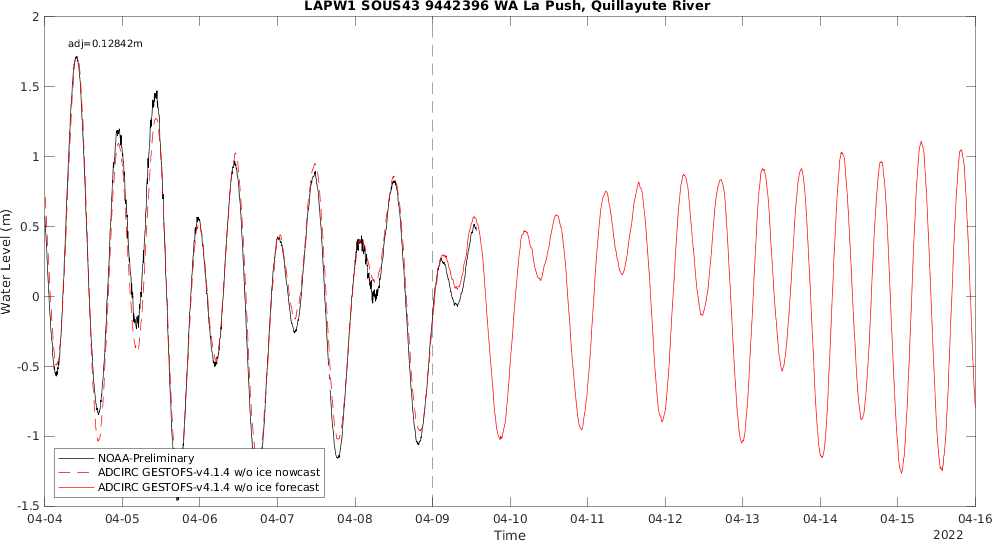 LAPW1 SOUS43 9442396 WA La Push, Quillayute River
adj=0.12842m
2
1.5
1
0.5
0
-0.5
-1
-1.5
Water Level (m)
NOAA-Preliminary
ADCIRC GESTOFS-v4.1.4 w/o ice nowcast
ADCIRC GESTOFS-v4.1.4 w/o ice forecast
04-04 04-05 04-06 04-07 04-08 04-09 04-10 04-11 04-12 04-13 04-14 04-15 04-16
Time
2022